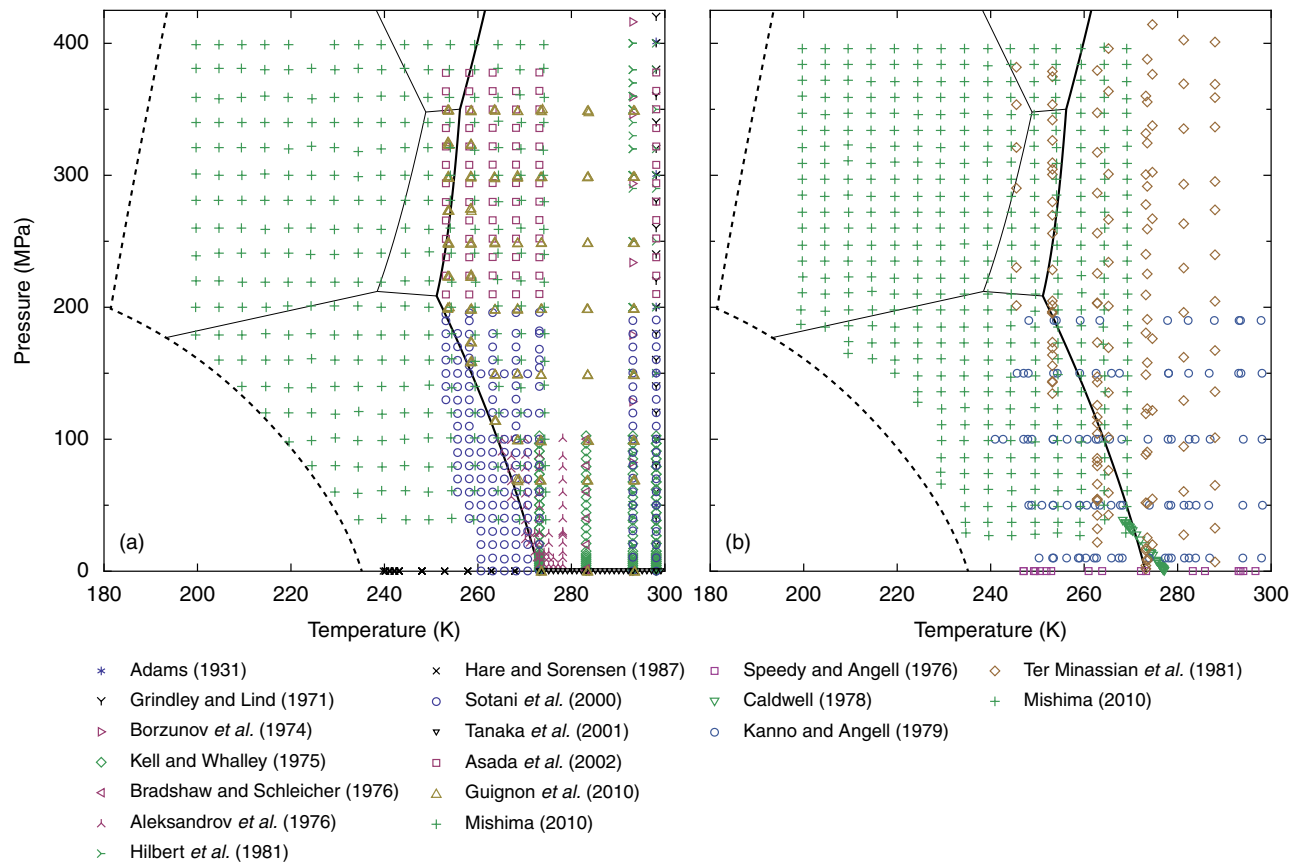 400
300
200
100
0
Pressure (MPa)
(a)
(b)
180 200 220 240 260 280 300
180 200 220 240 260 280 300
Temperature (K)
Temperature (K)
Adams (1931)
Grindley and Lind (1971)
Borzunov et al. (1974)
Kell and Whalley (1975)
Bradshaw and Schleicher (1976)
Aleksandrov et al. (1976)
Hilbert et al. (1981)
Hare and Sorensen (1987)
Sotani et al. (2000)
Tanaka et al. (2001)
Asada et al. (2002)
Guignon et al. (2010)
Mishima (2010)
Speedy and Angell (1976)
Caldwell (1978)
Kanno and Angell (1979)
Ter Minassian et al. (1981)
Mishima (2010)